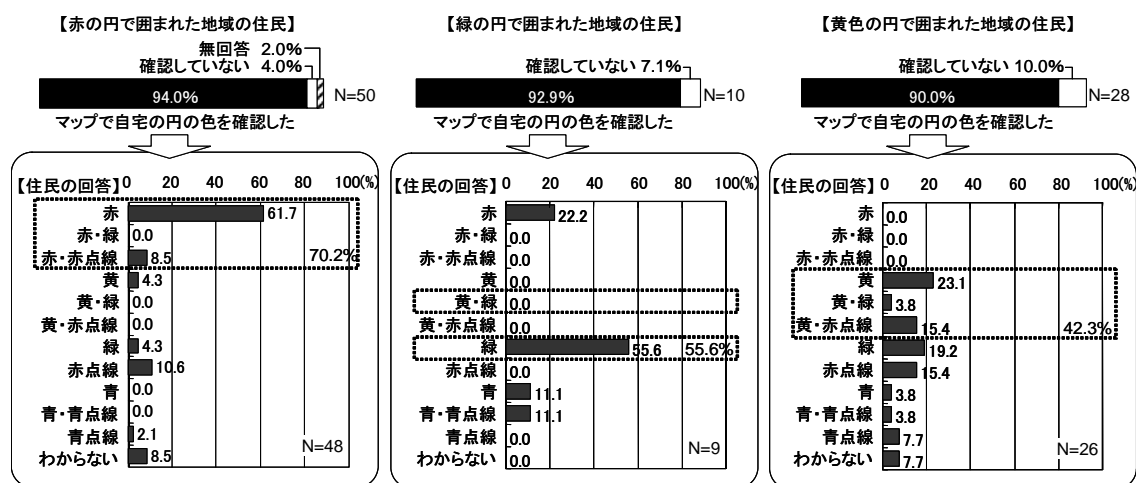 【赤の円で囲まれた地域の住民】
無回答 2.0%
確認していない 4.0%
94.0%
N=50
マップで自宅の円の色を確認した
【住民の回答】
0 20 40 60 80 100(%)
赤 61.7
赤・緑 0.0
赤・赤点線 8.5
70.2%
黄 4.3
黄・緑 0.0
黄・赤点線 0.0
緑 4.3
赤点線 10.6
青 0.0
青・青点線 0.0
青点線 2.1
わからない 8.5
N=48
【緑の円で囲まれた地域の住民】
確認していない 7.1%
92.9%
N=10
マップで自宅の円の色を確認した
【住民の回答】
0 20 40 60 80 100(%)
赤 22.2
赤・緑 0.0
赤・赤点線 0.0
黄 0.0
黄・緑 0.0
黄・赤点線 0.0
緑 55.6 55.6%
赤点線 0.0
青 11.1
青・青点線 11.1
青点線 0.0
わからない 0.0
N=9
【黄色の円で囲まれた地域の住民】
確認していない 10.0%
90.0%
N=28
マップで自宅の円の色を確認した
【住民の回答】
0 20 40 60 80 100(%)
赤 0.0
赤・緑 0.0
赤・赤点線 0.0
黄 23.1
黄・緑 3.8
黄・赤点線 15.4
42.3%
緑 19.2
赤点線 15.4
青 3.8
青・青点線 3.8
青点線 7.7
わからない 7.7
N=26